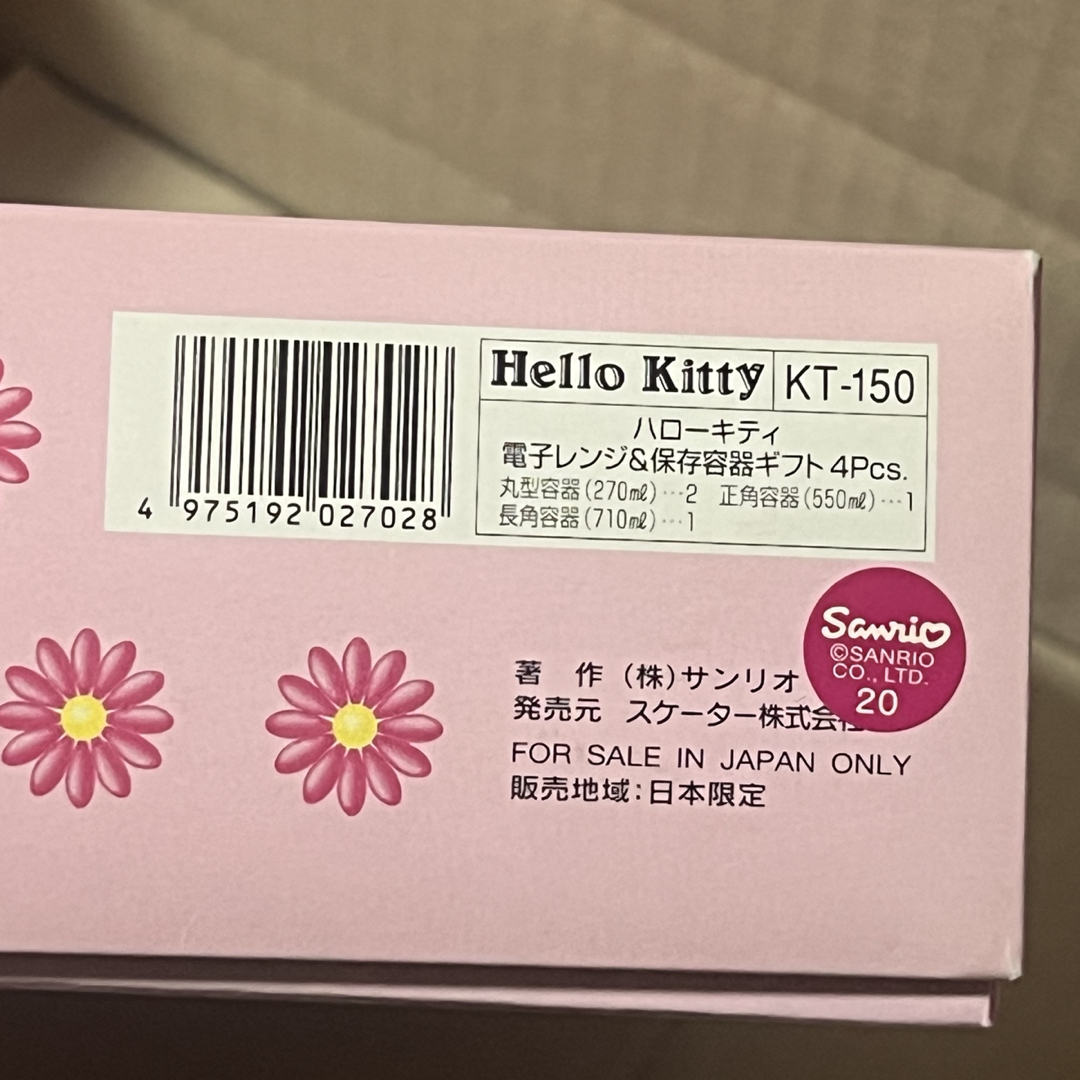 Hello Kitty KT-150
ハローキティ
電子レンジ&保存容器ギフト 4Pcs.
丸型容器(270㎖)…2 正角容器(550㎖)…1
長角容器(710㎖)…1
4 975192 027028
Sanrio
©SANRIO
CO., LTD.
20
著 作 (株)サンリオ
発売元 スケーター株式会社
FOR SALE IN JAPAN ONLY
販売地域:日本限定